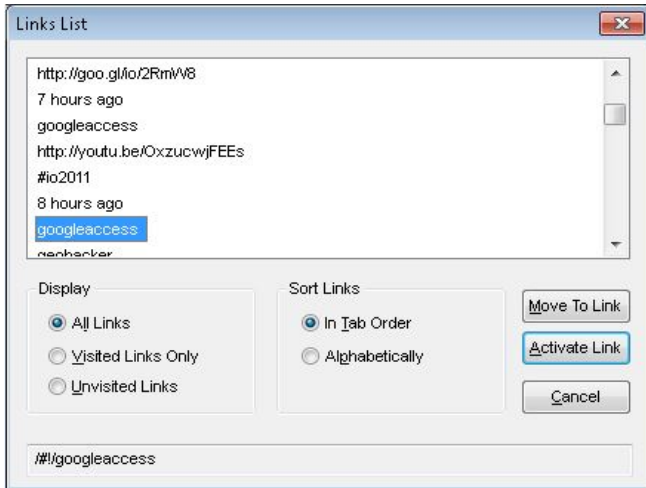 Links List
http://goo.gl/io/2RmW8
7 hours ago
googleaccess
http://youtu.be/OxzucwjFEEs
#io2011
8 hours ago
googleaccess
geohacker
Display
All Links
Visited Links Only
Unvisited Links
Sort Links
In Tab Order
Alphabetically
Move To Link
Activate Link
Cancel
/#!/googleaccess